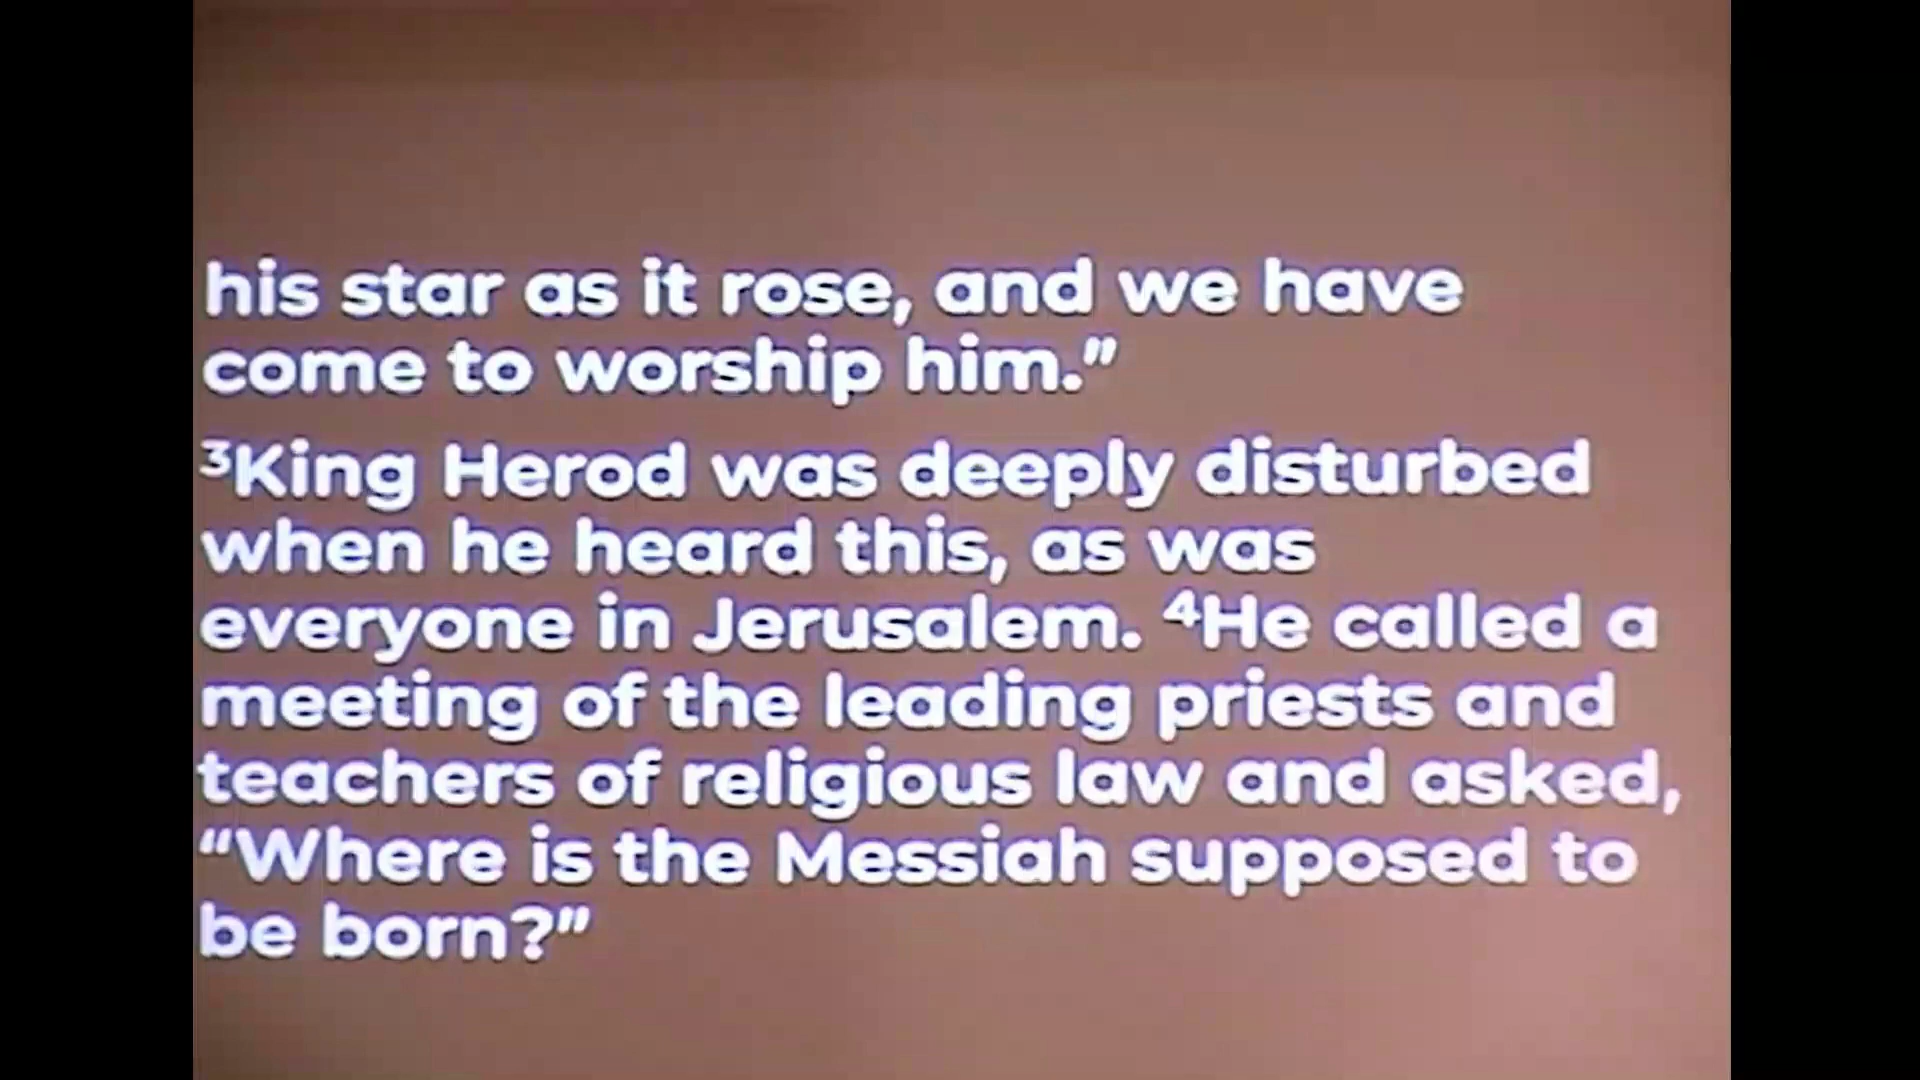 his star as it rose, and we have
come to worship him.”
³King Herod was deeply disturbed
when he heard this, as was
everyone in Jerusalem. ⁴He called a
meeting of the leading priests and
teachers of religious law and asked,
“Where is the Messiah supposed to
be born?”